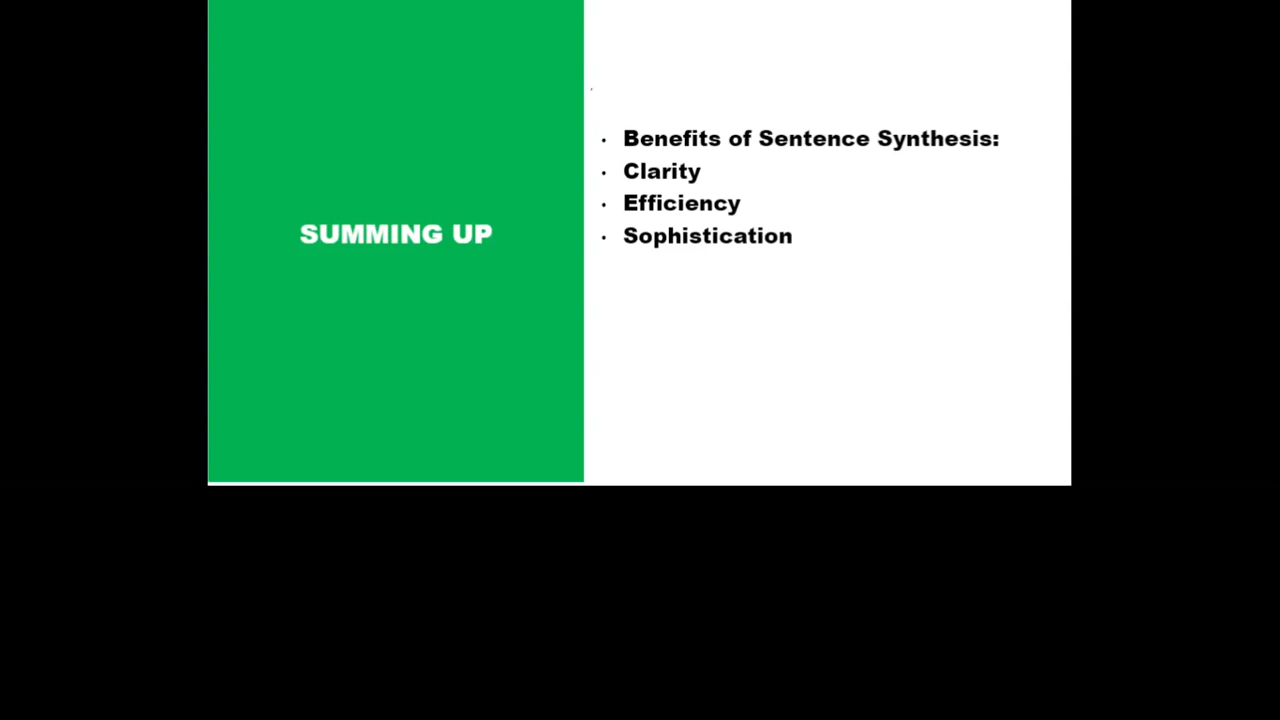 SUMMING UP
• Benefits of Sentence Synthesis:
• Clarity
• Efficiency
• Sophistication